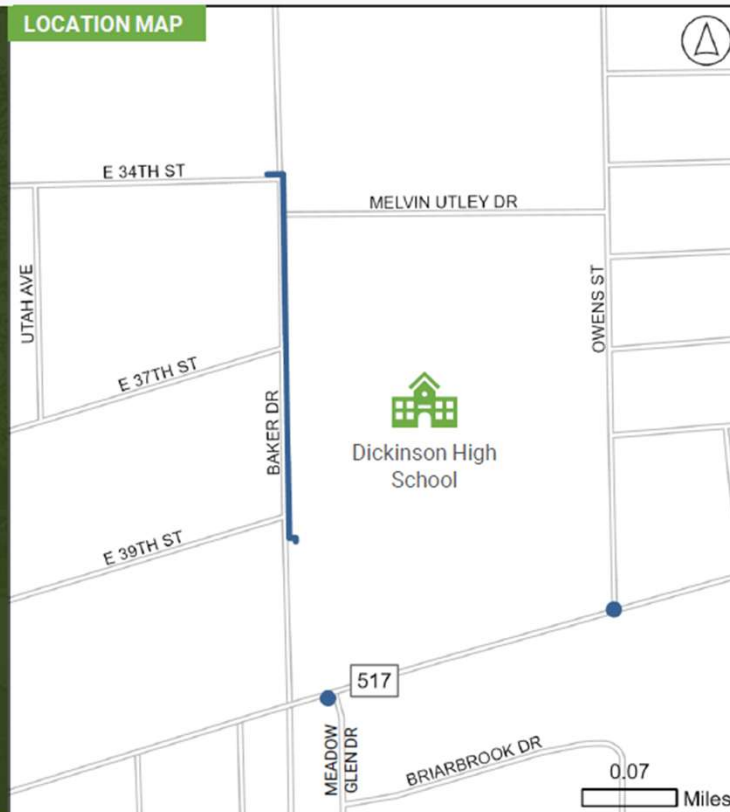 LOCATION MAP
E 34TH ST
MELVIN UTLEY DR
UTAH AVE
OWENS ST
E 37TH ST
BAKER DR
Dickinson High
School
E 39TH ST
517
MEADOW
GLEN DR
BRIARBROOK DR
0.07
Miles